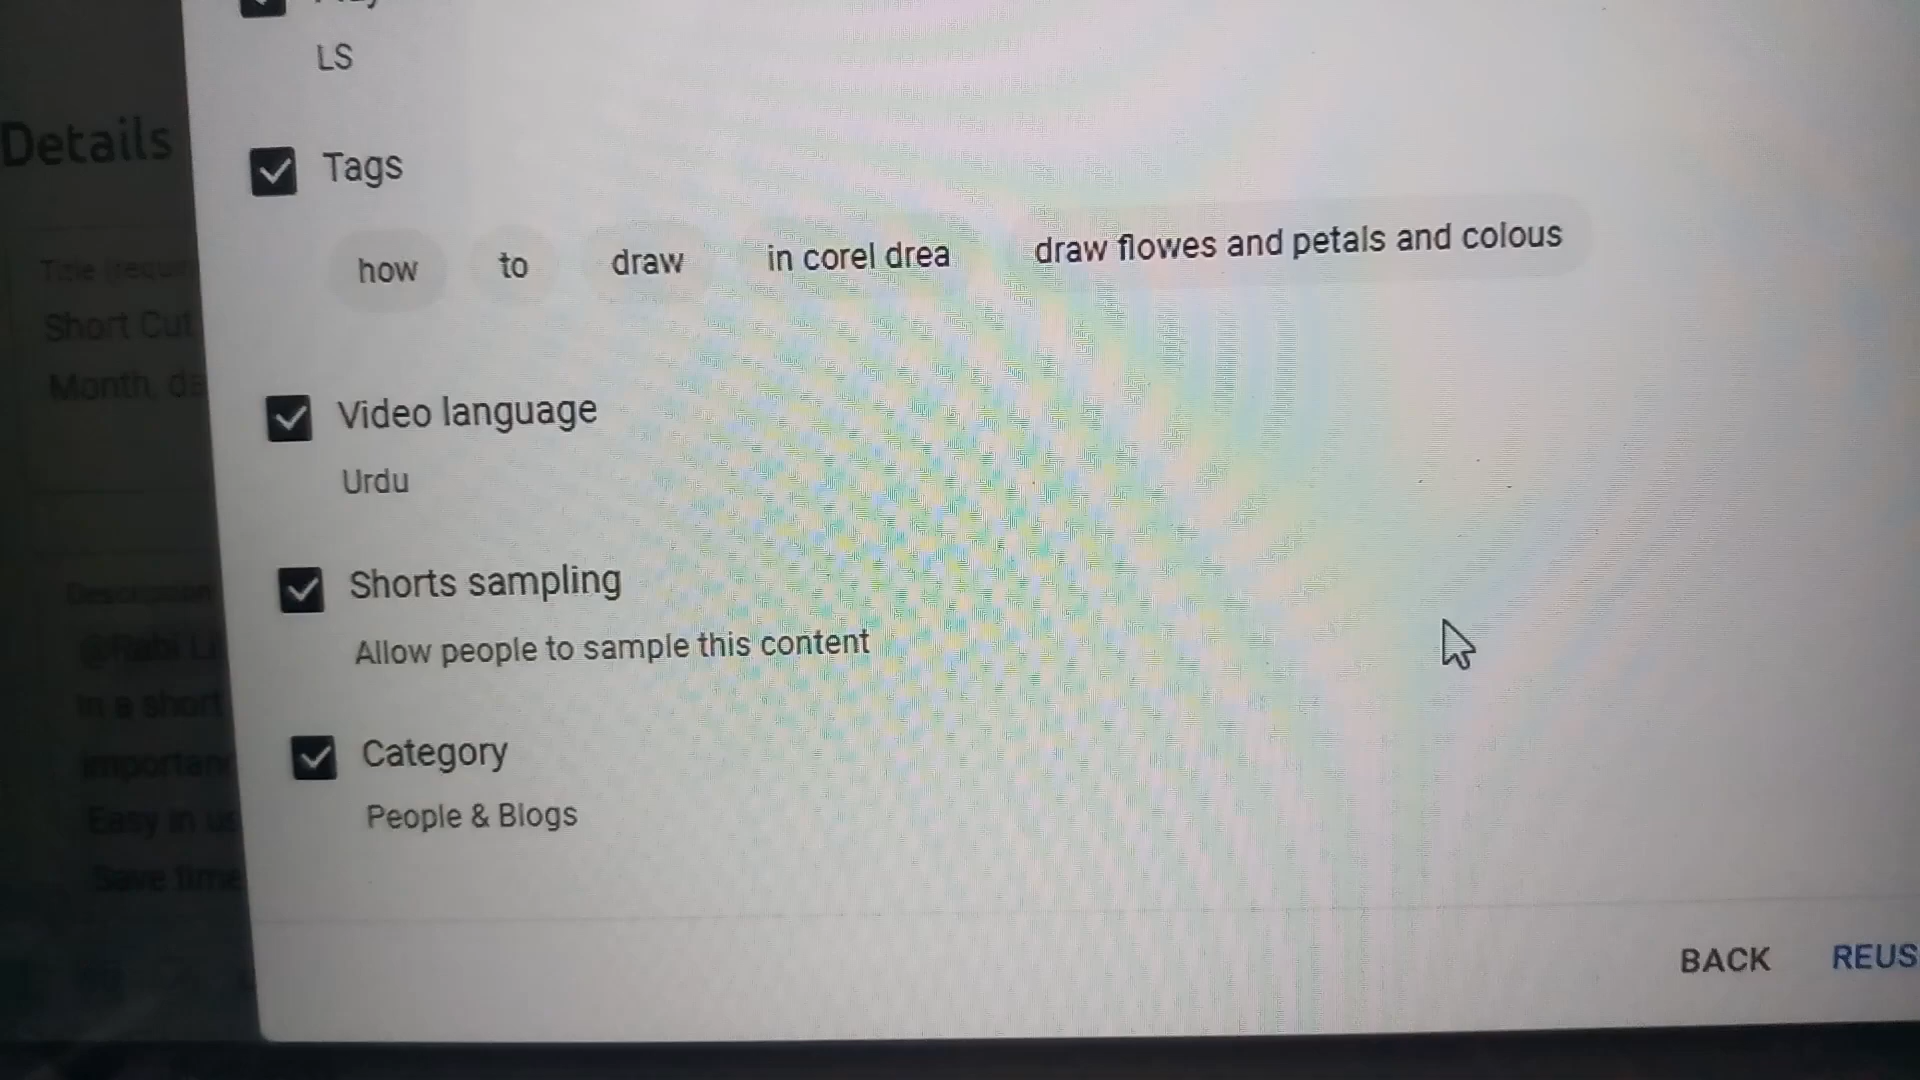 LS
Details
Tags
how to draw in corel drea draw flowes and petals and colous
Short Cut
Month, da
Video language
Urdu
Description
Shorts sampling
Allow people to sample this content
In a short
Category
importan
People & Blogs
Easy in us
Save time
BACK REUS